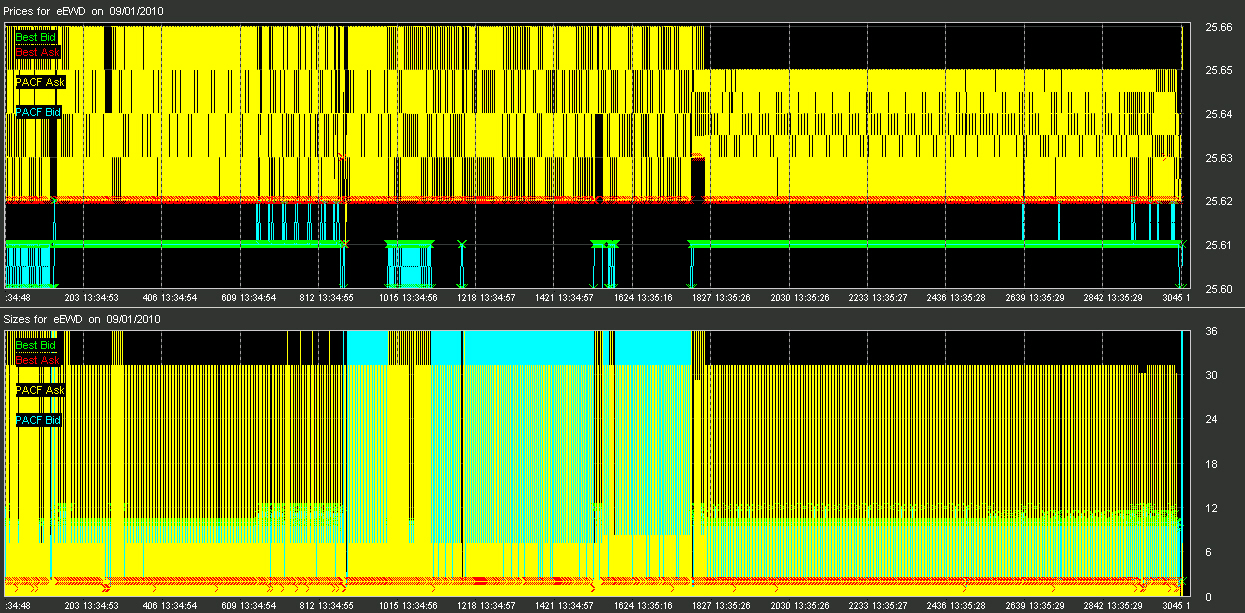 Prices for eEWD on 09/01/2010
Best Bid
Best Ask
PACF Ask
PACF Bid
25.66
25.65
25.64
25.63
25.62
25.61
25.60
:34:48 203 13:34:53 406 13:34:54 609 13:34:54 812 13:34:55 1015 13:34:56 1218 13:34:57 1421 13:34:57 1624 13:35:16 1827 13:35:26 2030 13:35:26 2233 13:35:27 2436 13:35:28 2639 13:35:29 2842 13:35:29 3045 1
Sizes for eEWD on 09/01/2010
Best Bid
Best Ask
PACF Ask
PACF Bid
36
30
24
18
12
6
0
:34:48 203 13:34:53 406 13:34:54 609 13:34:54 812 13:34:55 1015 13:34:56 1218 13:34:57 1421 13:34:57 1624 13:35:16 1827 13:35:26 2030 13:35:26 2233 13:35:27 2436 13:35:28 2639 13:35:29 2842 13:35:29 3045 1